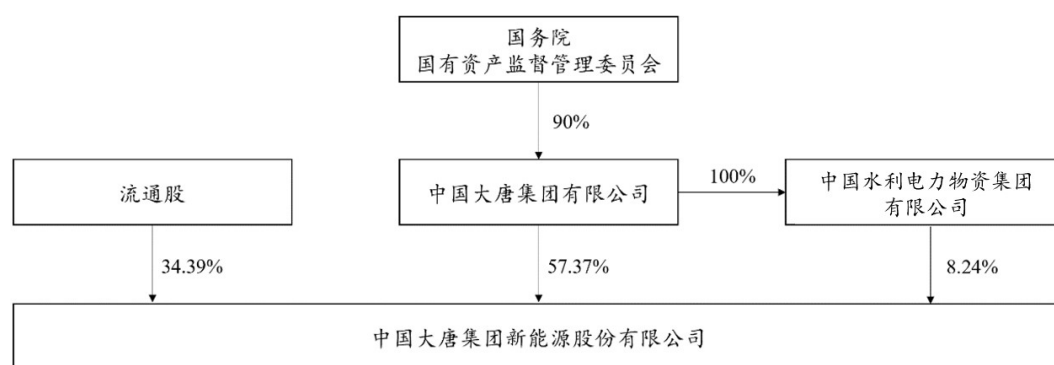 国务院
国有资产监督管理委员会
90%
流通股
中国大唐集团有限公司
100%
中国水利电力物资集团
有限公司
34.39%
57.37%
8.24%
中国大唐集团新能源股份有限公司